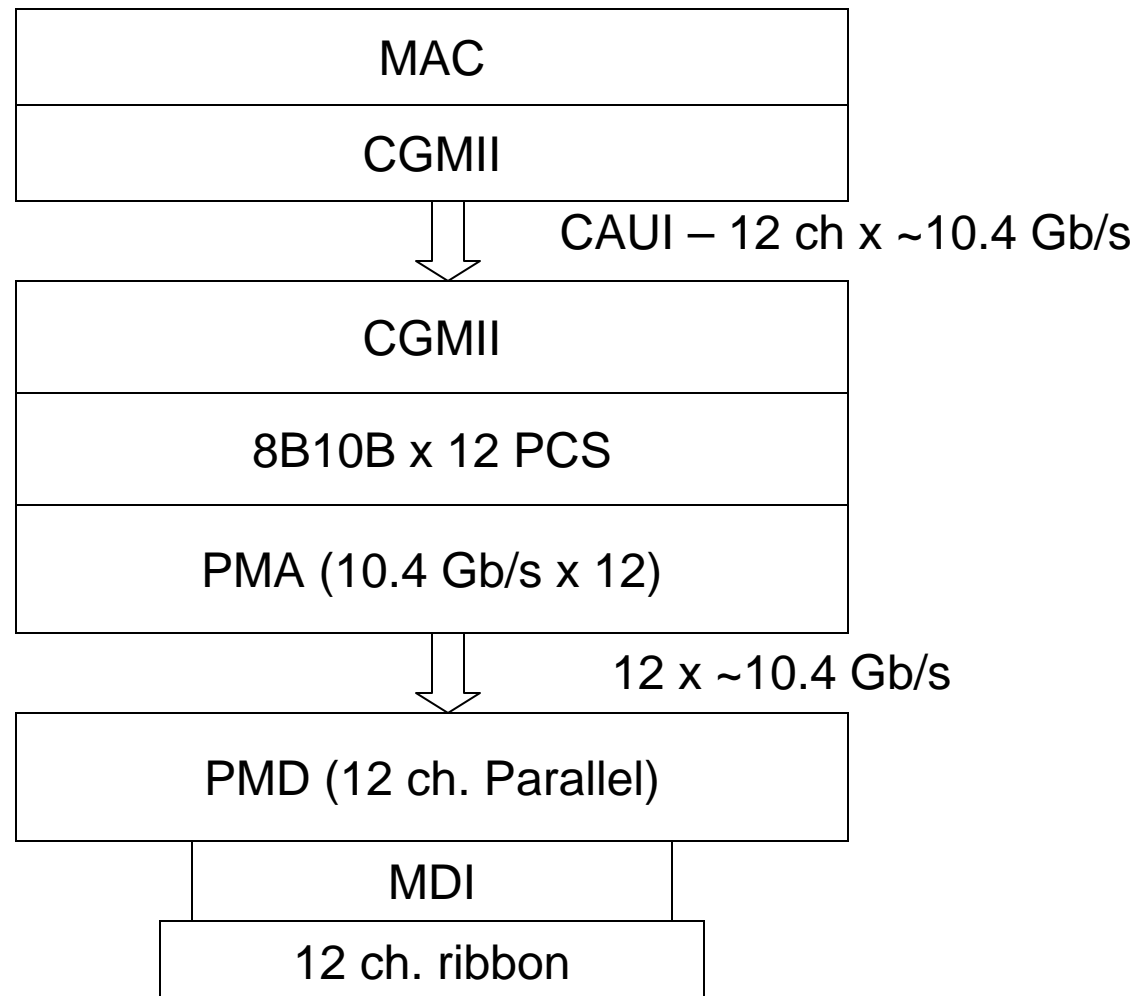 MAC
CGMII
CAUI – 12 ch x ~10.4 Gb/s
CGMII
8B10B x 12 PCS
PMA (10.4 Gb/s x 12)
12 x ~10.4 Gb/s
PMD (12 ch. Parallel)
MDI
12 ch. ribbon